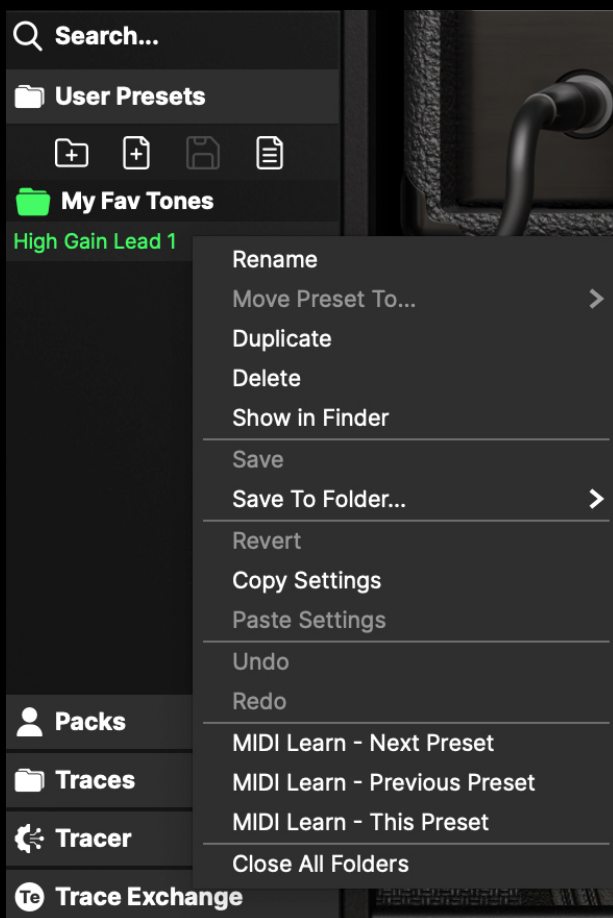 Search...
User Presets
My Fav Tones
High Gain Lead 1
Rename
Move Preset To...
Duplicate
Delete
Show in Finder
Save
Save To Folder...
Revert
Copy Settings
Paste Settings
Undo
Redo
MIDI Learn - Next Preset
MIDI Learn - Previous Preset
MIDI Learn - This Preset
Close All Folders
Packs
Traces
Tracer
Te Trace Exchange